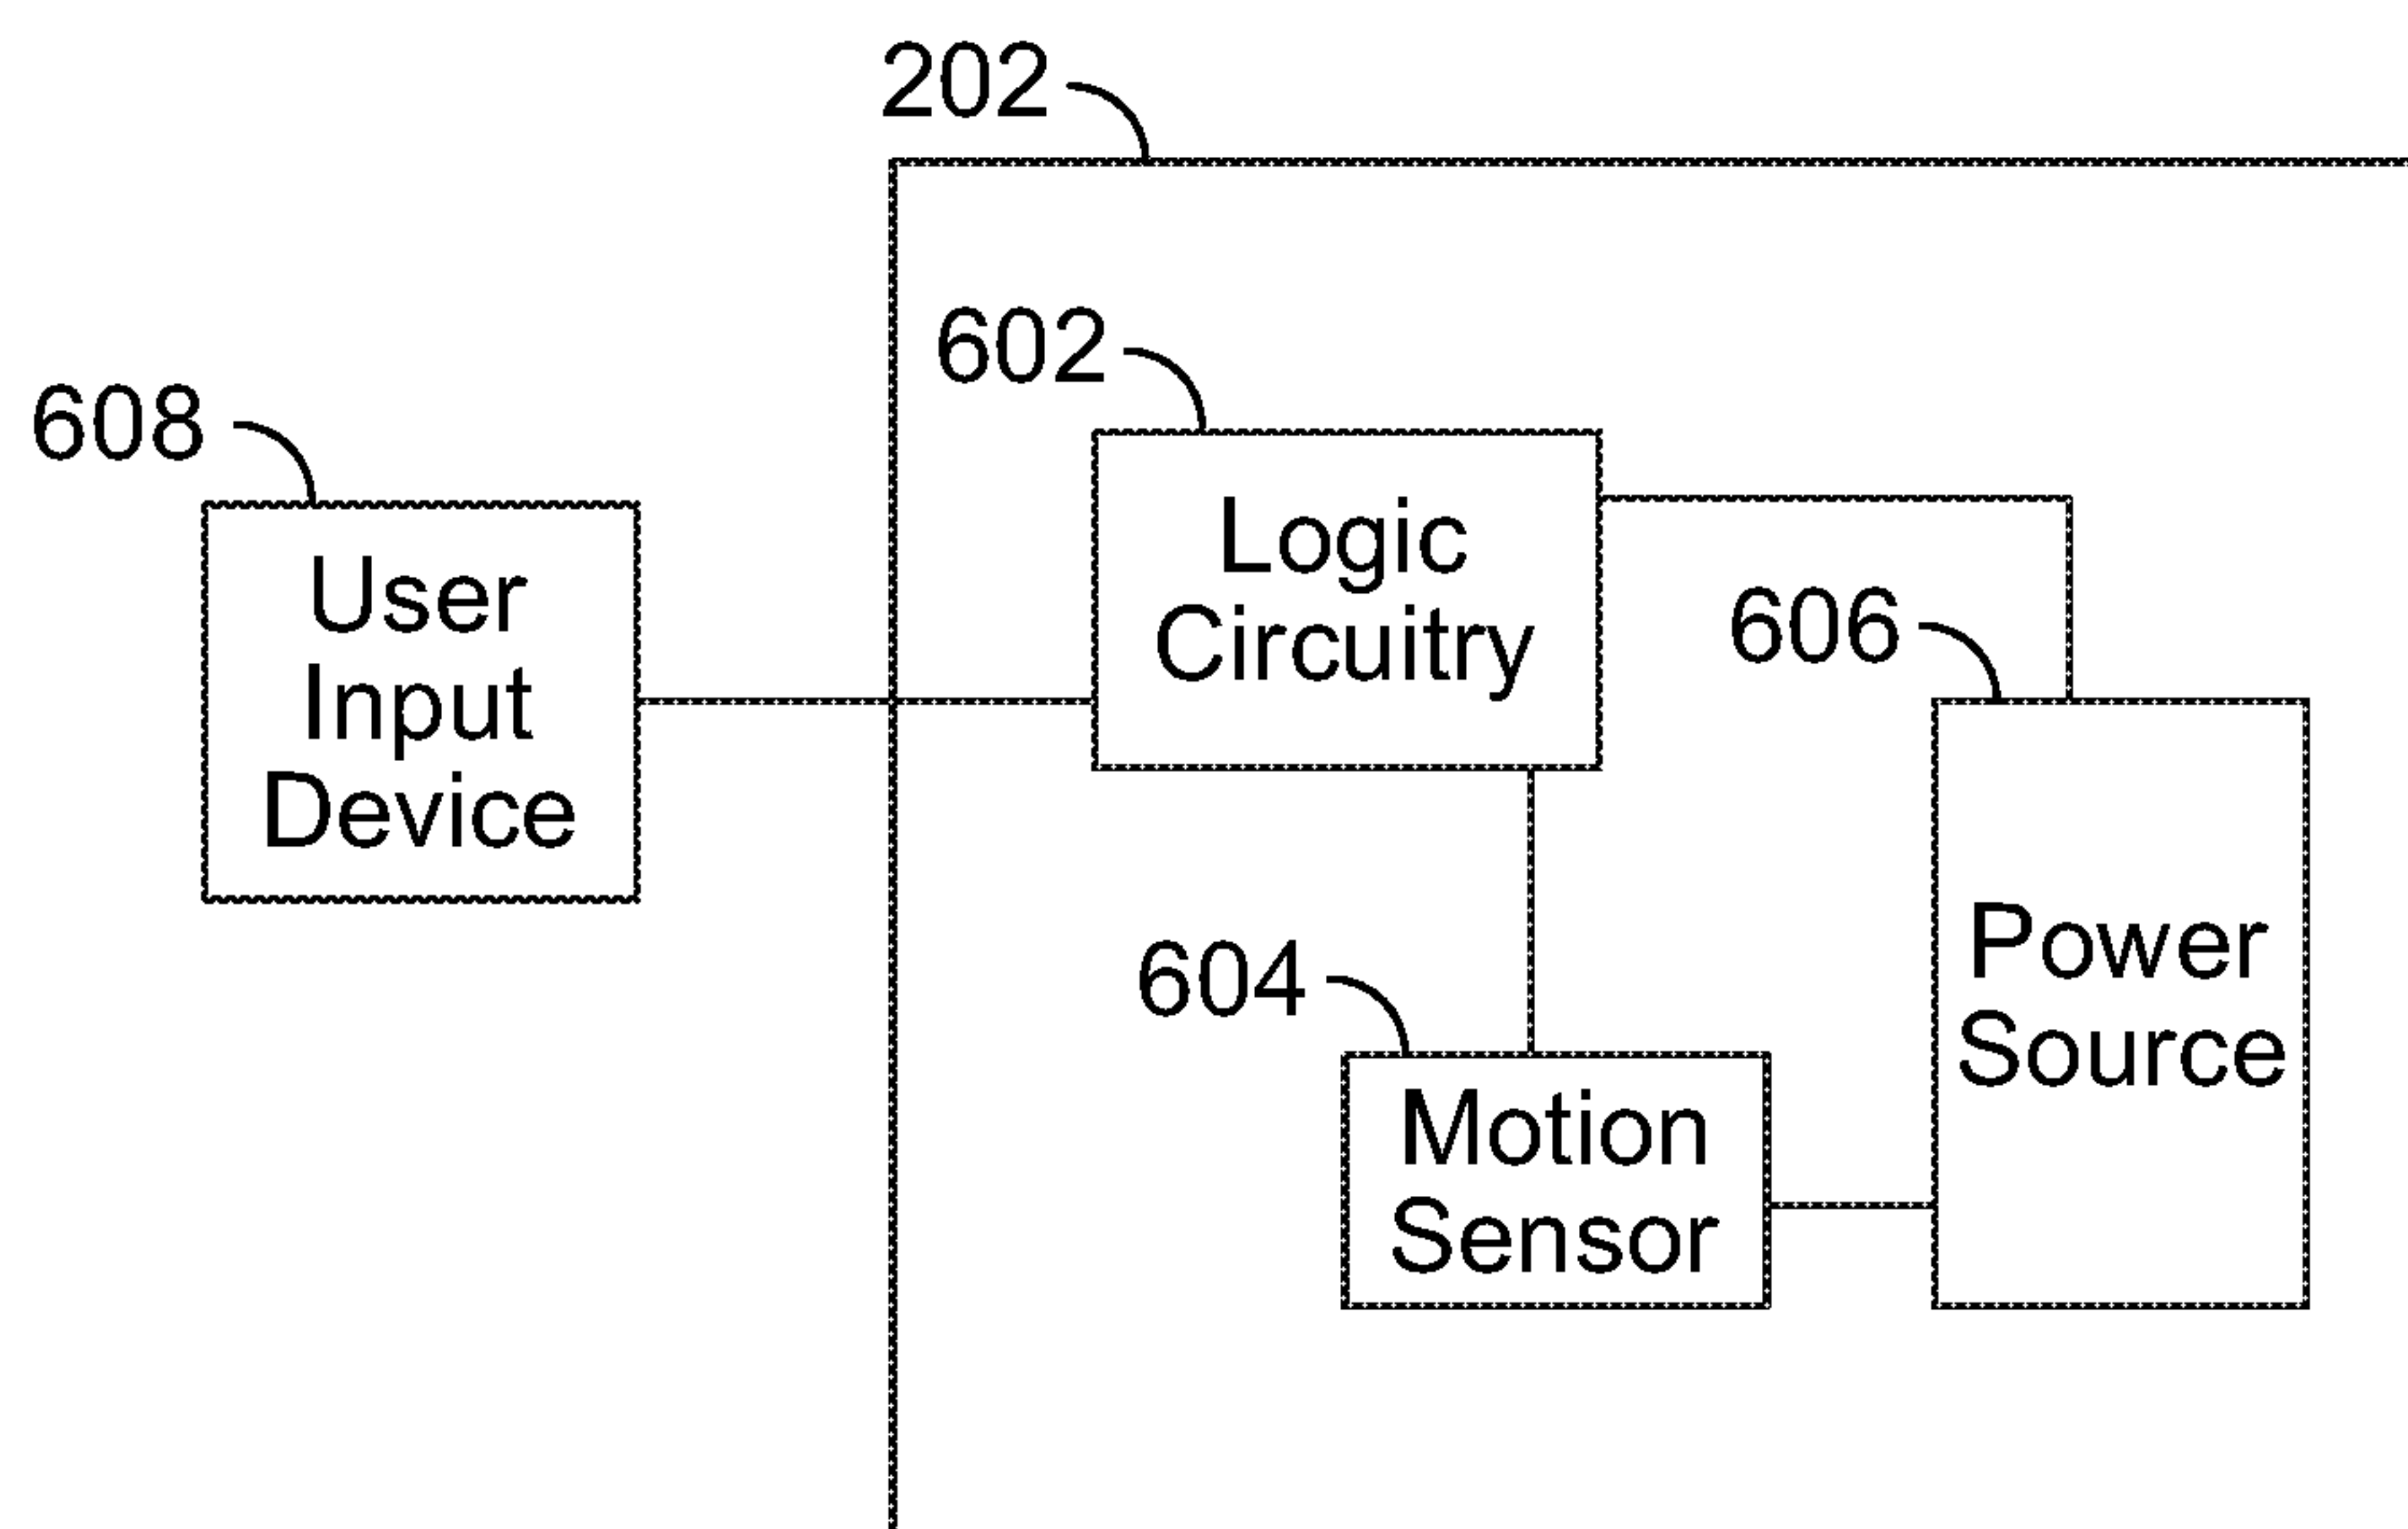 202
602
608
Logic
Circuitry
User
Input
Device
606
604
Power
Source
Motion
Sensor